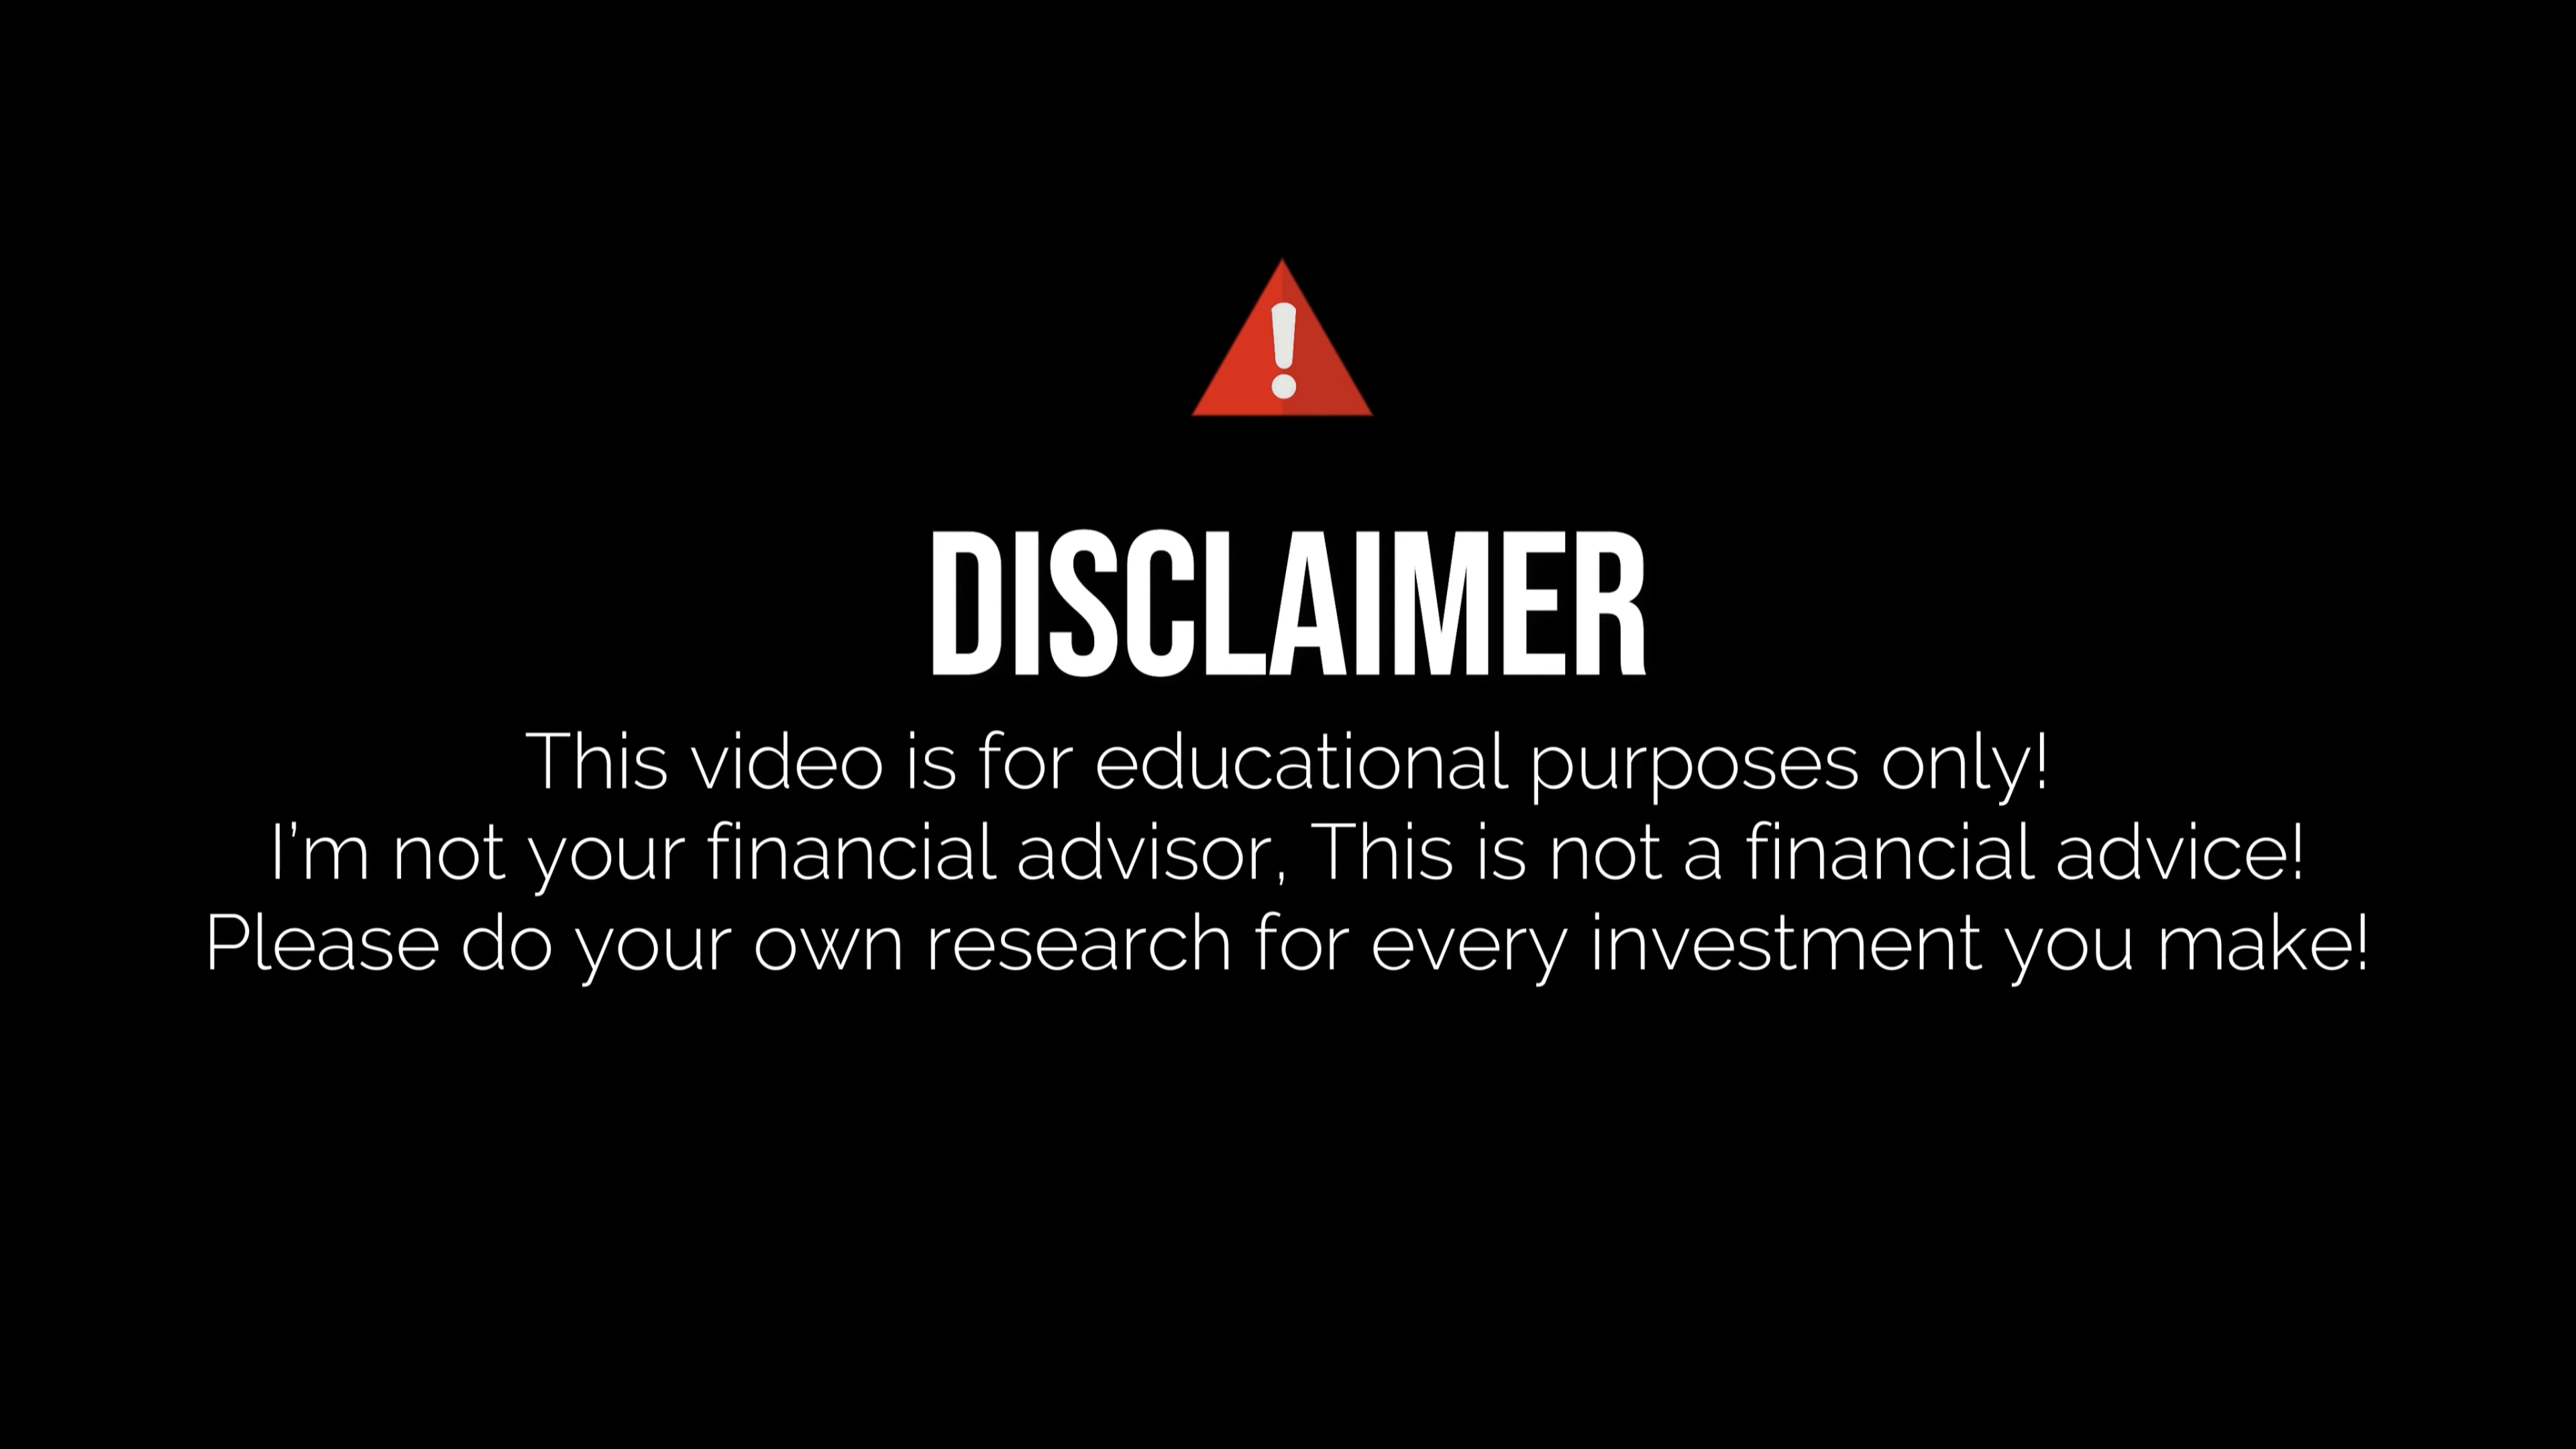 DISCLAIMER
This video is for educational purposes only!
I'm not your financial advisor, This is not a financial advice!
Please do your own research for every investment you make!